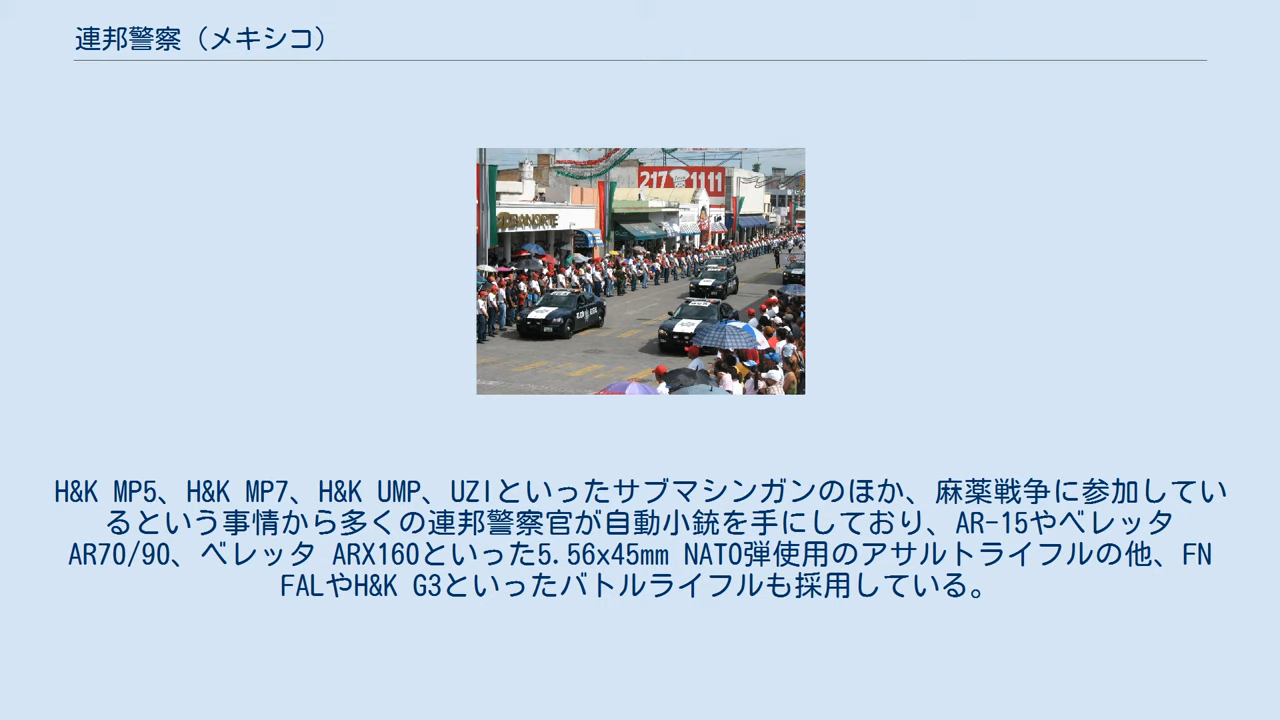 連邦警察（メキシコ）
217 1111
BANORTE
H&K MP5、H&K MP7、H&K UMP、UZIといったサブマシンガンのほか、麻薬戦争に参加してい
るという事情から多くの連邦警察官が自動小銃を手にしており、AR-15やベレッタ
AR70/90、ベレッタ ARX160といった5.56x45mm NATO弾使用のアサルトライフルの他、FN
FALやH&K G3といったバトルライフルも採用している。